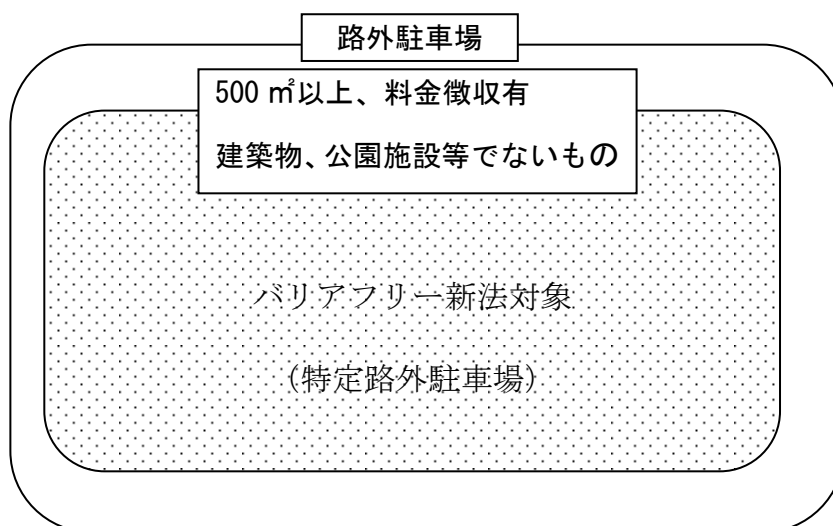 路外駐車場
500 ㎡以上、料金徴収有
建築物、公園施設等でないもの
バリアフリー新法対象
(特定路外駐車場)